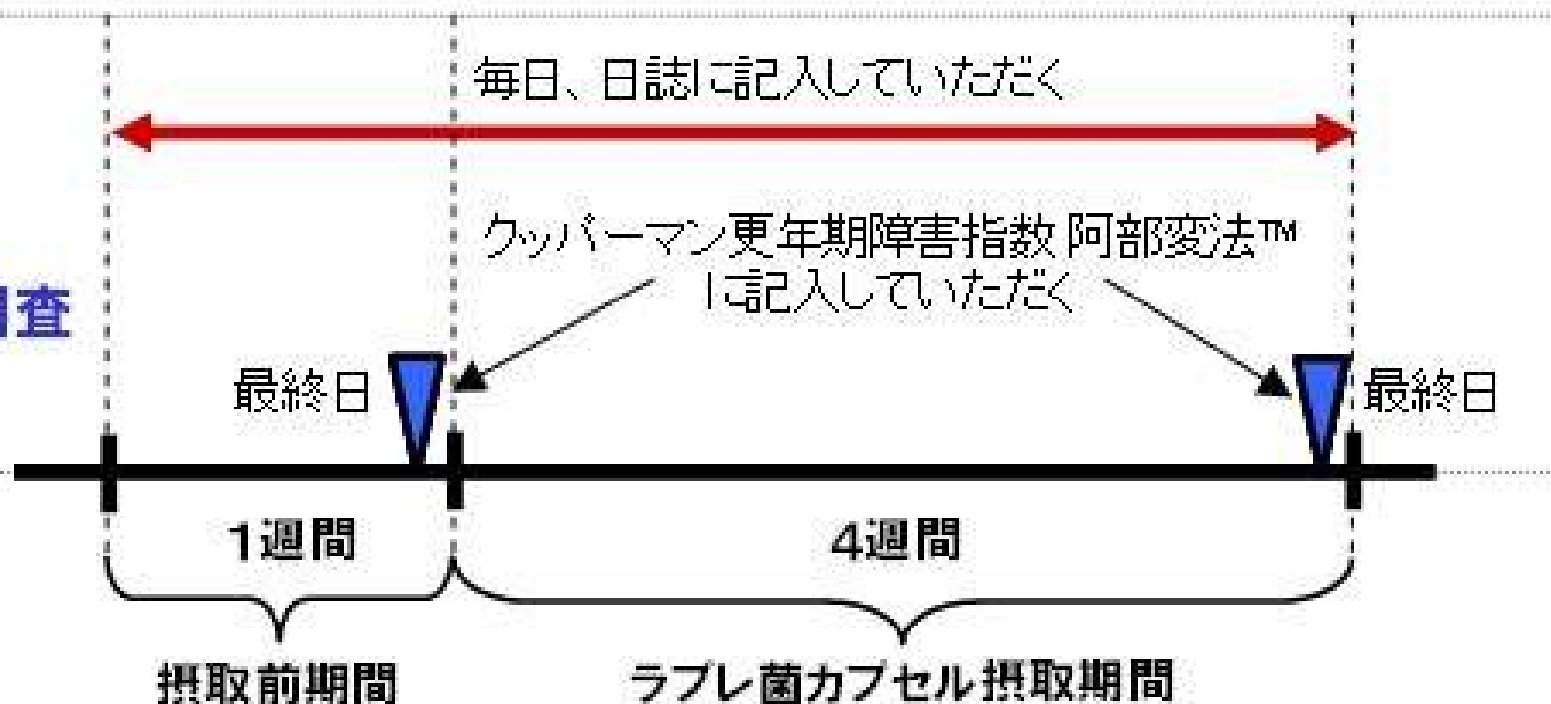 毎日、日誌に記入していただく
クッパーマン更年期障害指数 阿部変法™
に記入していただく
査
最終日
最終日
1週間
4週間
摂取前期間
ラブレ菌カプセル摂取期間